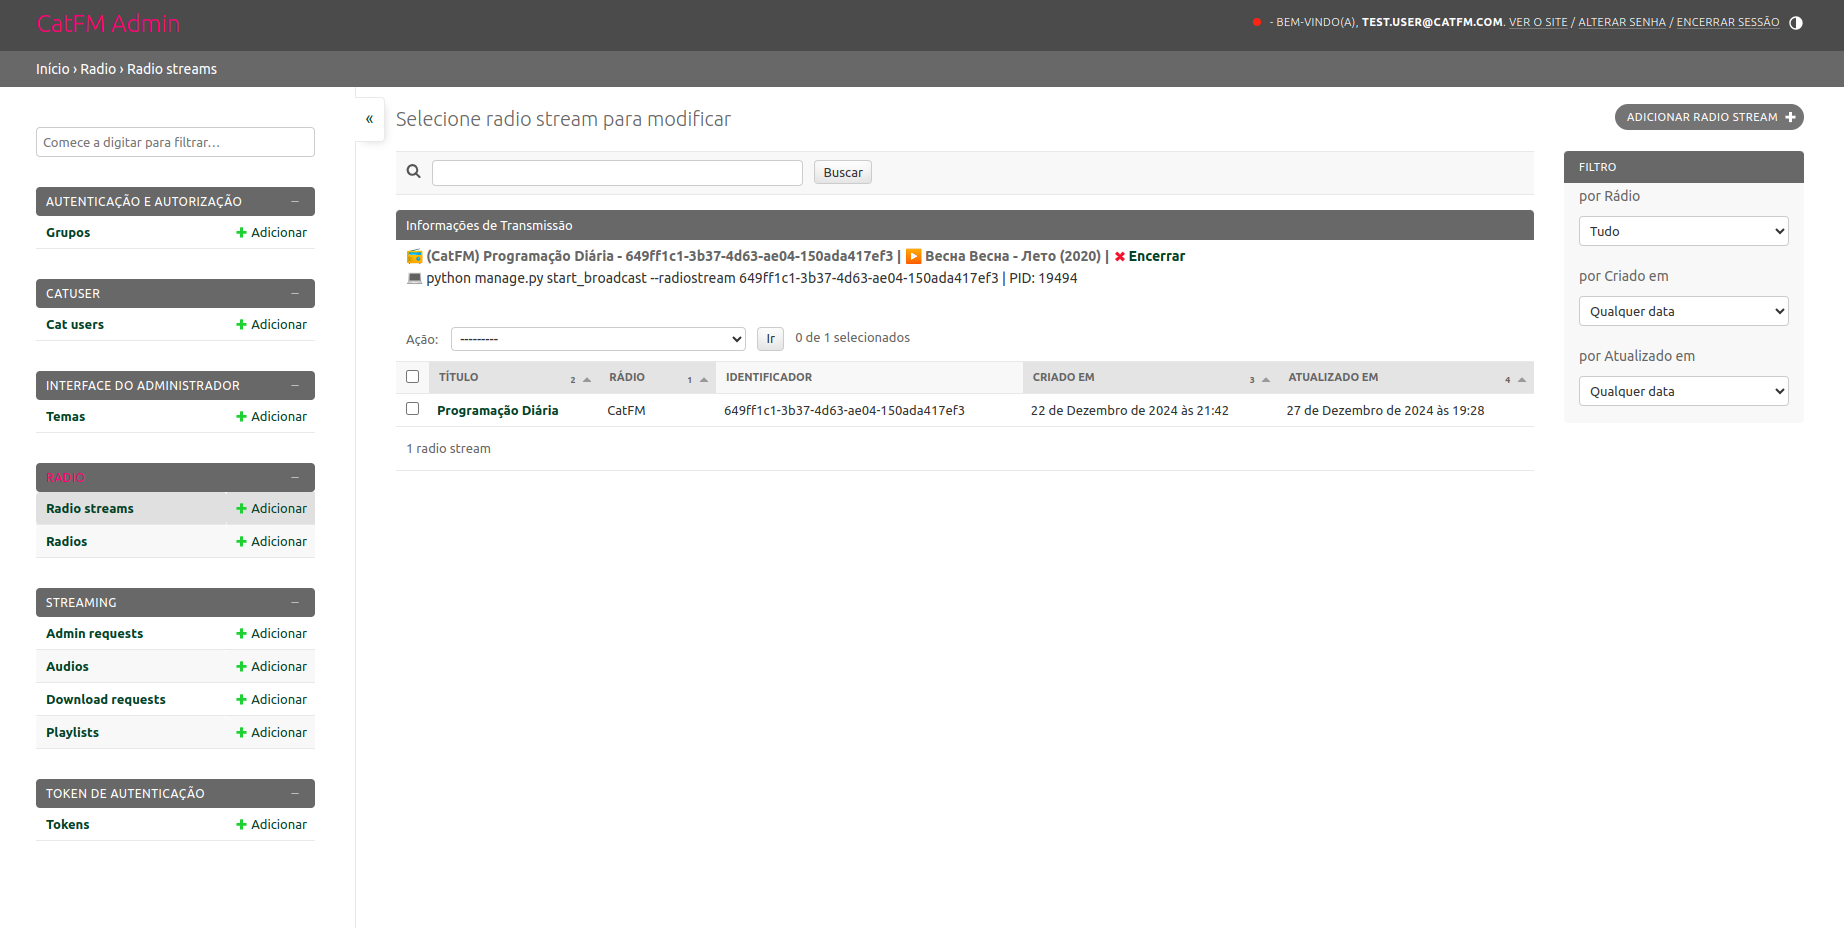 CatFM Admin
- BEM-VINDO(A), TEST.USER@CATFM.COM. VER O SITE / ALTERAR SENHA / ENCERRAR SESSÃO
Início › Radio › Radio streams
Comece a digitar para filtrar…
AUTENTICAÇÃO E AUTORIZAÇÃO –
Grupos Adicionar
CATUSER –
Cat users Adicionar
INTERFACE DO ADMINISTRADOR –
Temas Adicionar
RADIO –
Radio streams Adicionar
Radios Adicionar
STREAMING –
Admin requests Adicionar
Audios Adicionar
Download requests Adicionar
Playlists Adicionar
TOKEN DE AUTENTICAÇÃO –
Tokens Adicionar
«
Selecione radio stream para modificar
ADICIONAR RADIO STREAM
Buscar
Informações de Transmissão
(CatFM) Programação Diária - 649ff1c1-3b37-4d63-ae04-150ada417ef3 | Весна Весна - Лето (2020) | Encerrar
python manage.py start_broadcast --radiostream 649ff1c1-3b37-4d63-ae04-150ada417ef3 | PID: 19494
Ação: --------- Ir 0 de 1 selecionados
TÍTULO 2 RÁDIO 1 IDENTIFICADOR CRIADO EM 3 ATUALIZADO EM 4
Programação Diária CatFM 649ff1c1-3b37-4d63-ae04-150ada417ef3 22 de Dezembro de 2024 às 21:42 27 de Dezembro de 2024 às 19:28
1 radio stream
FILTRO
por Rádio
Tudo
por Criado em
Qualquer data
por Atualizado em
Qualquer data